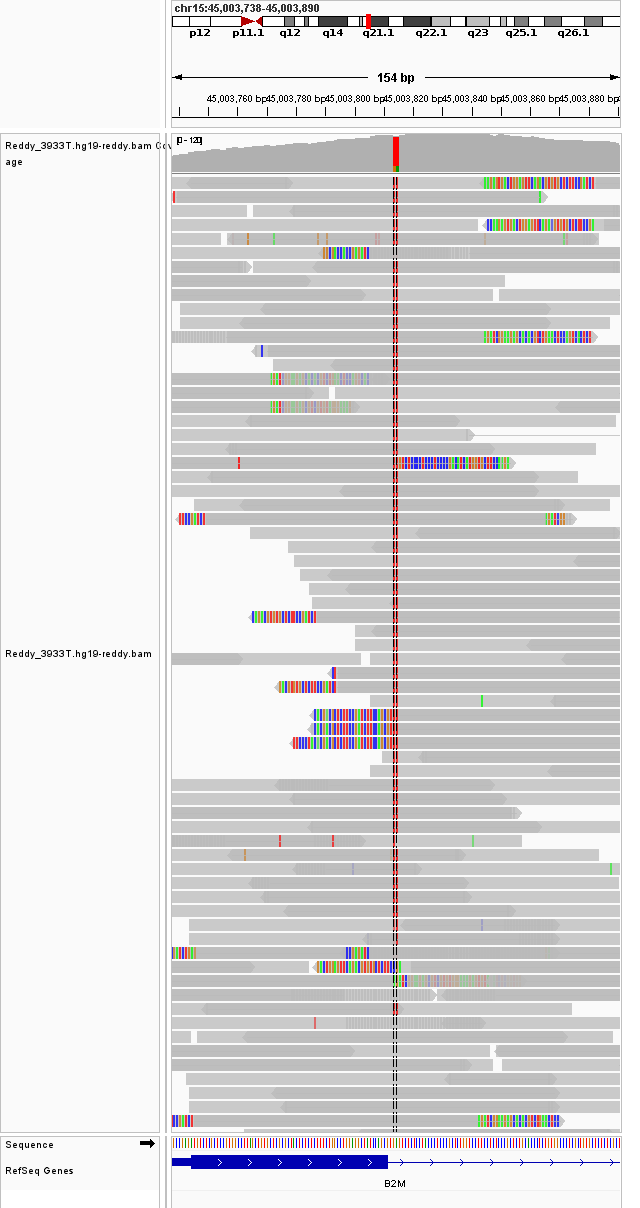 chr15:45,003,738-45,003,890
p12 p11.1 q12 q14 q21.1 q22.1 q23 q25.1 q26.1
154 bp
45,003,760 bp 45,003,780 bp 45,003,800 bp 45,003,820 bp 45,003,840 bp 45,003,860 bp 45,003,880 bp
Reddy_3933T.hg19-reddy.bam Cov
age
[0 - 120]
Reddy_3933T.hg19-reddy.bam
Sequence
RefSeq Genes
B2M